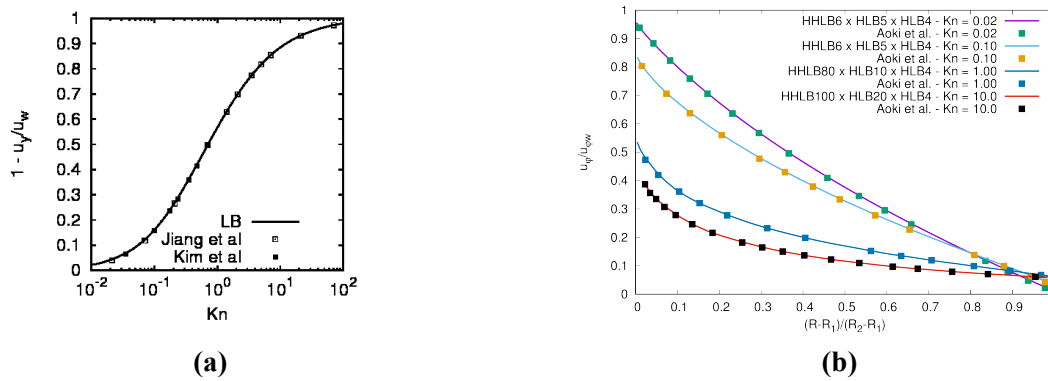 1
0.9
0.8
0.7
0.6
0.5
0.4
0.3
0.2
0.1
0
1 - u_y/u_w
LB
Jiang et al
Kim et al
10^-2 10^-1 10^0 10^1 10^2
Kn
(a)
1
0.9
0.8
0.7
0.6
0.5
0.4
0.3
0.2
0.1
0
u_φ/u_φw
HHLB6 x HLB5 x HLB4 - Kn = 0.02
Aoki et al. - Kn = 0.02
HHLB6 x HLB5 x HLB4 - Kn = 0.10
Aoki et al. - Kn = 0.10
HHLB80 x HLB10 x HLB4 - Kn = 1.00
Aoki et al. - Kn = 1.00
HHLB100 x HLB20 x HLB4 - Kn = 10.0
Aoki et al. - Kn = 10.0
0 0.1 0.2 0.3 0.4 0.5 0.6 0.7 0.8 0.9
(R-R_1)/(R_2-R_1)
(b)